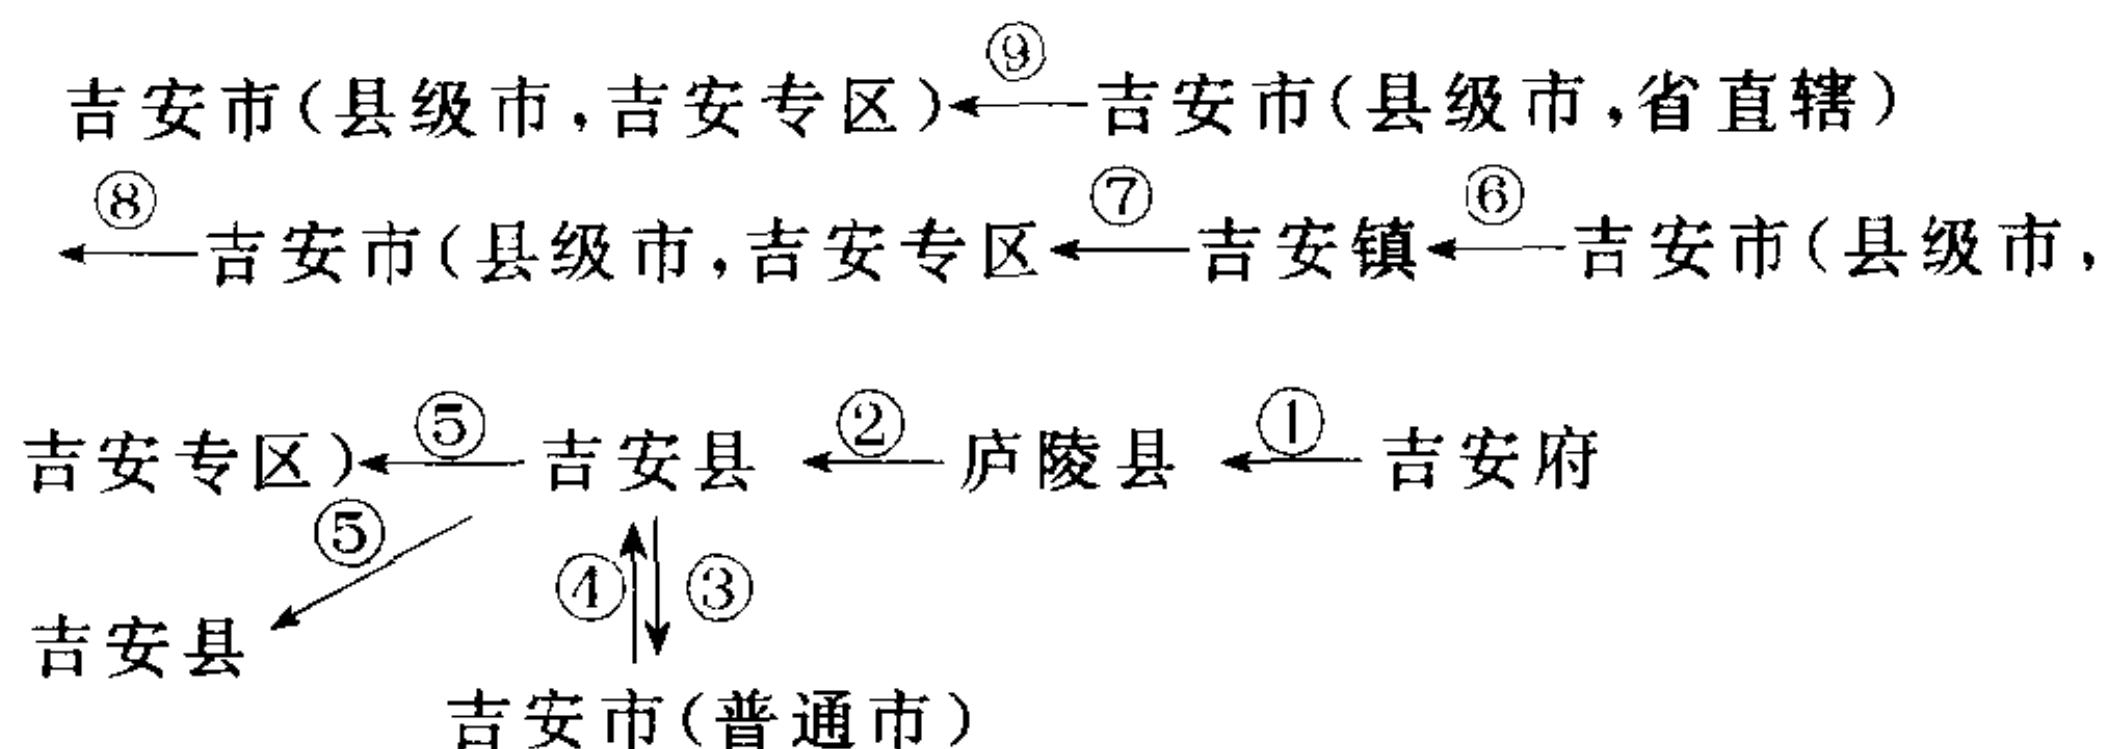 ⑨
吉安市(县级市,吉安专区)←吉安市(县级市,省直辖)
⑧ ⑦ ⑥
←吉安市(县级市,吉安专区←吉安镇←吉安市(县级市,
⑤ ② ①
吉安专区)←吉安县←庐陵县←吉安府
⑤
④ ③
吉安县
吉安市(普通市)